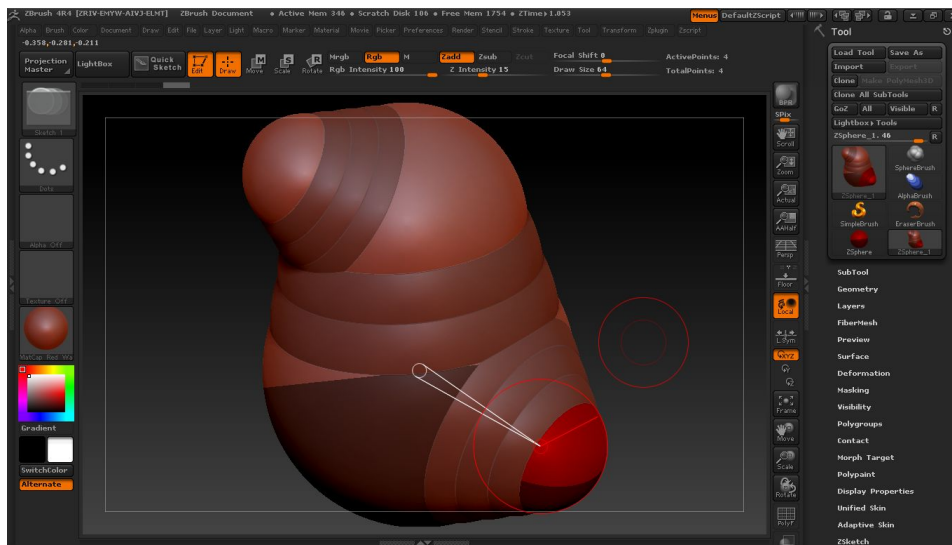 ZBrush 4R4 [ZRIV-EMYW-AIVJ-ELMT] ZBrush Document • Active Mem 346 • Scratch Disk 106 • Free Mem 1754 • ZTime▸1.053 Menus DefaultZScript
Alpha Brush Color Document Draw Edit File Layer Light Macro Marker Material Movie Picker Preferences Render Stencil Stroke Texture Tool Transform Zplugin Zscript
-0.358,-0.281,-0.211
Projection Master
LightBox
Quick Sketch
Edit
Draw
Move
Scale
Rotate
Mrgb Rgb M
Rgb Intensity 100
Zadd Zsub Zcut
Z Intensity 15
Focal Shift 0
Draw Size 64
ActivePoints: 4
TotalPoints: 4
Sketch 1
Dots
Alpha Off
Texture Off
MatCap Red Wa
Gradient
SwitchColor
Alternate
BPR
SPix
Scroll
Zoom
Actual
AAHalf
Persp
Floor
Local
L.Sym
XYZ
Frame
Move
Scale
Rotate
PolyF
Tool
Load Tool Save As
Import Export
Clone Make PolyMesh3D
Clone All SubTools
GoZ All Visible R
Lightbox▸Tools
ZSphere_1. 46 R
ZSphere_1
SphereBrush
AlphaBrush
SimpleBrush
EraserBrush
ZSphere
ZSphere_1
SubTool
Geometry
Layers
FiberMesh
Preview
Surface
Deformation
Masking
Visibility
Polygroups
Contact
Morph Target
Polypaint
Display Properties
Unified Skin
Adaptive Skin
ZSketch